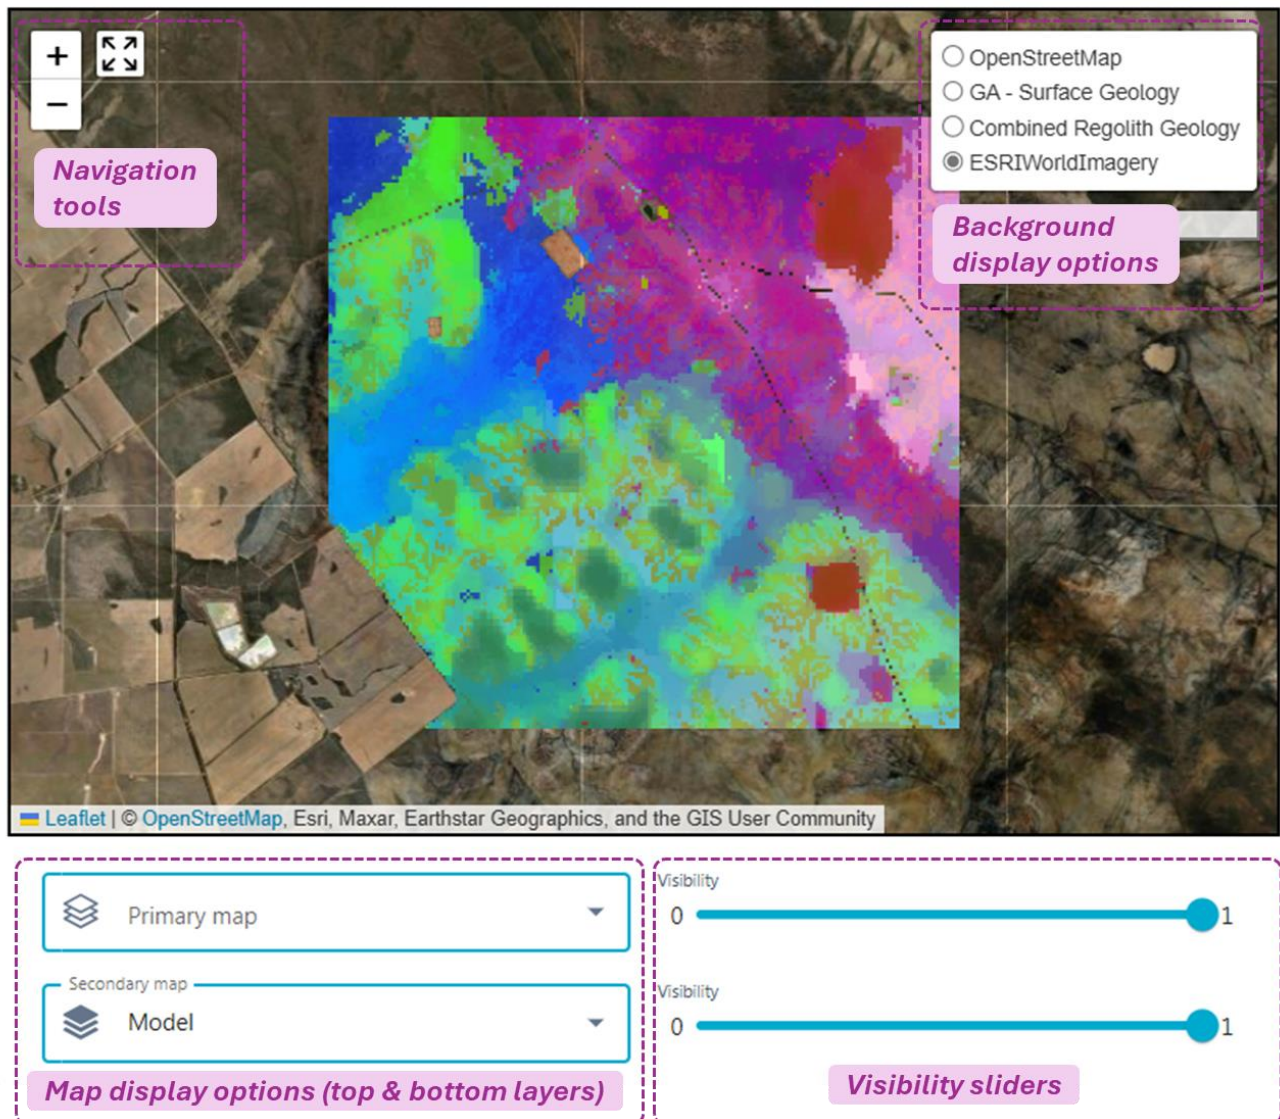 +
−
Navigation
tools
OpenStreetMap
GA - Surface Geology
Combined Regolith Geology
ESRIWorldImagery
Background
display options
Leaflet | © OpenStreetMap, Esri, Maxar, Earthstar Geographics, and the GIS User Community
Primary map
Visibility
0
1
Secondary map
Model
Visibility
0
1
Map display options (top & bottom layers)
Visibility sliders